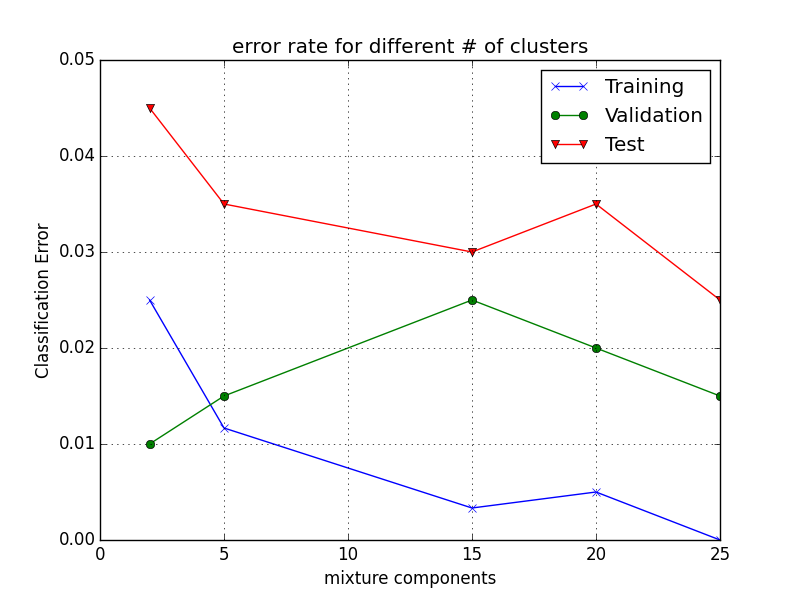 error rate for different # of clusters
0.05
0.04
0.03
0.02
0.01
0.00
Classification Error
Training
Validation
Test
0 5 10 15 20 25
mixture components